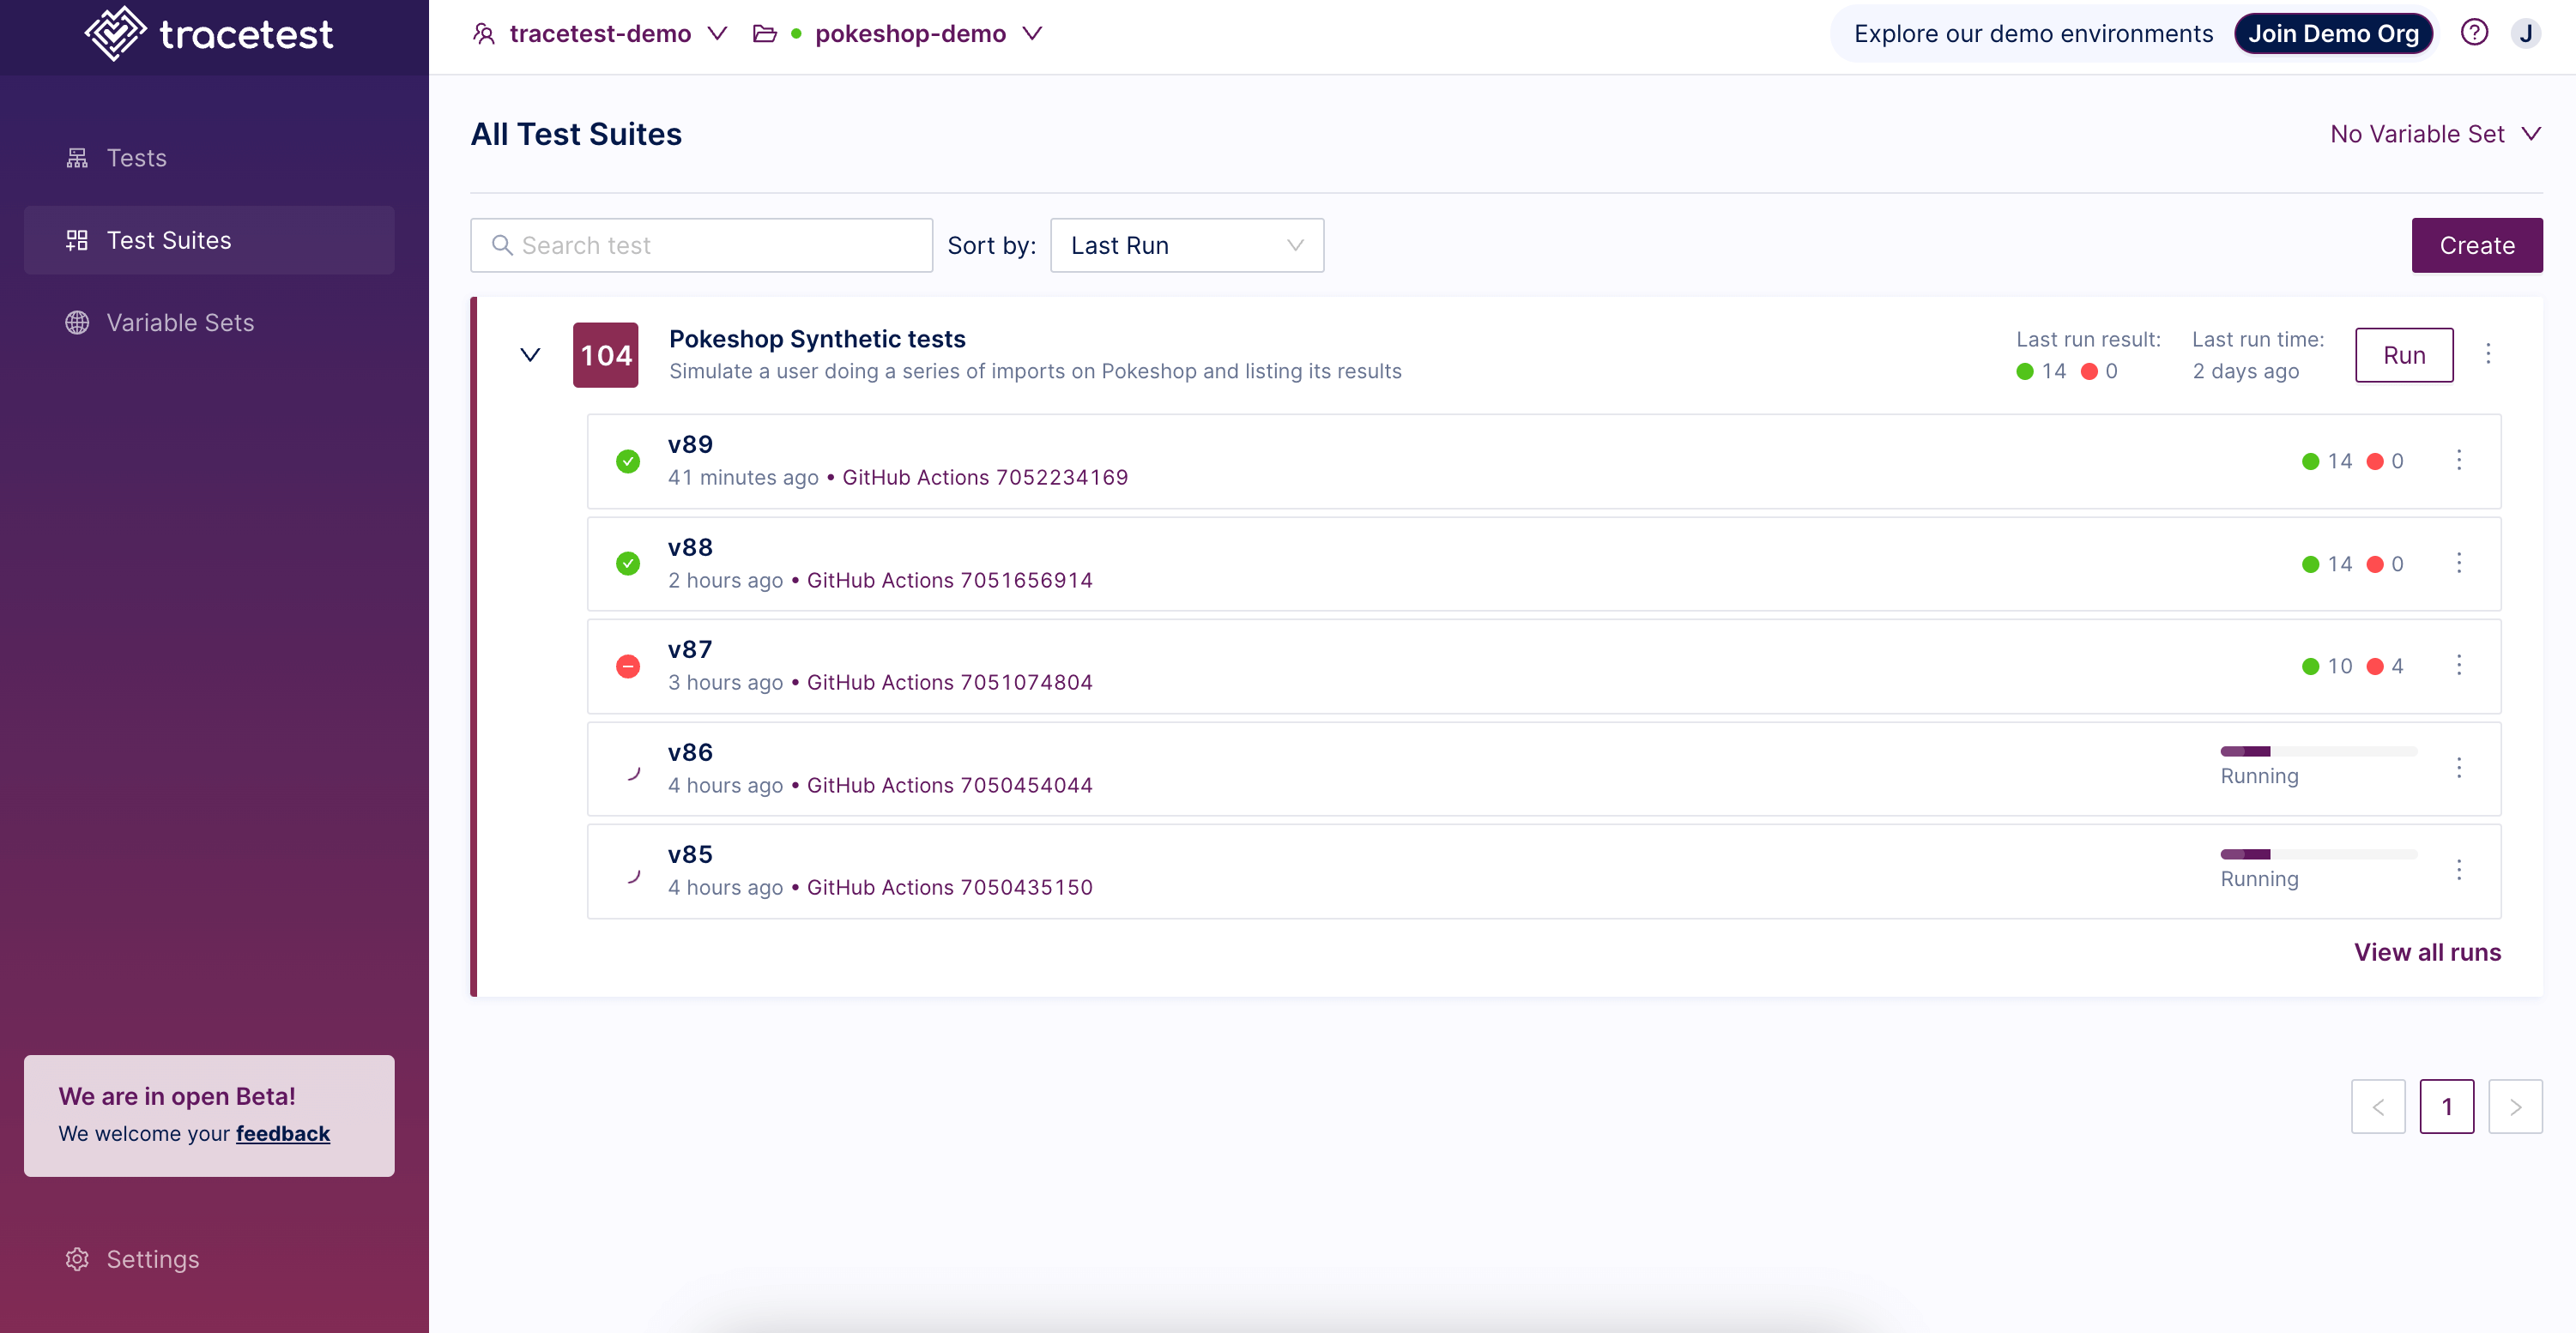 tracetest
tracetest-demo
pokeshop-demo
Explore our demo environments
Join Demo Org
?
J
Tests
Test Suites
Variable Sets
All Test Suites
No Variable Set
Search test
Sort by:
Last Run
Create
104
Pokeshop Synthetic tests
Simulate a user doing a series of imports on Pokeshop and listing its results
Last run result:
14 0
Last run time:
2 days ago
Run
v89
41 minutes ago • GitHub Actions 7052234169
14 0
v88
2 hours ago • GitHub Actions 7051656914
14 0
v87
3 hours ago • GitHub Actions 7051074804
10 4
v86
4 hours ago • GitHub Actions 7050454044
Running
v85
4 hours ago • GitHub Actions 7050435150
Running
View all runs
1
We are in open Beta!
We welcome your feedback
Settings